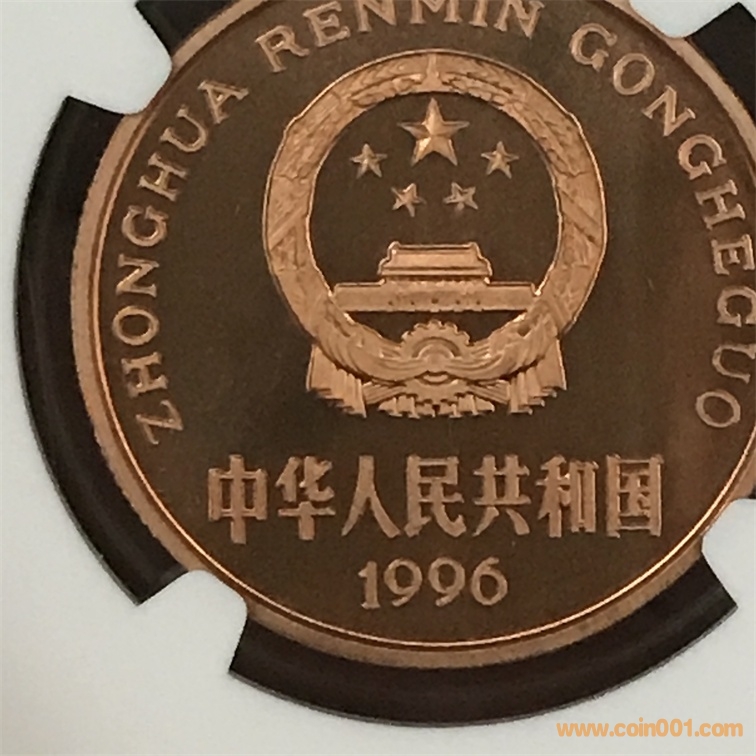 ZHONGHUA RENMIN GONGHEGUO
中华人民共和国
1996
www.coin001.com